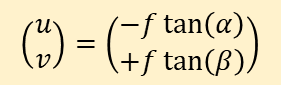 (u v) = (−f tan(α) +f tan(β))